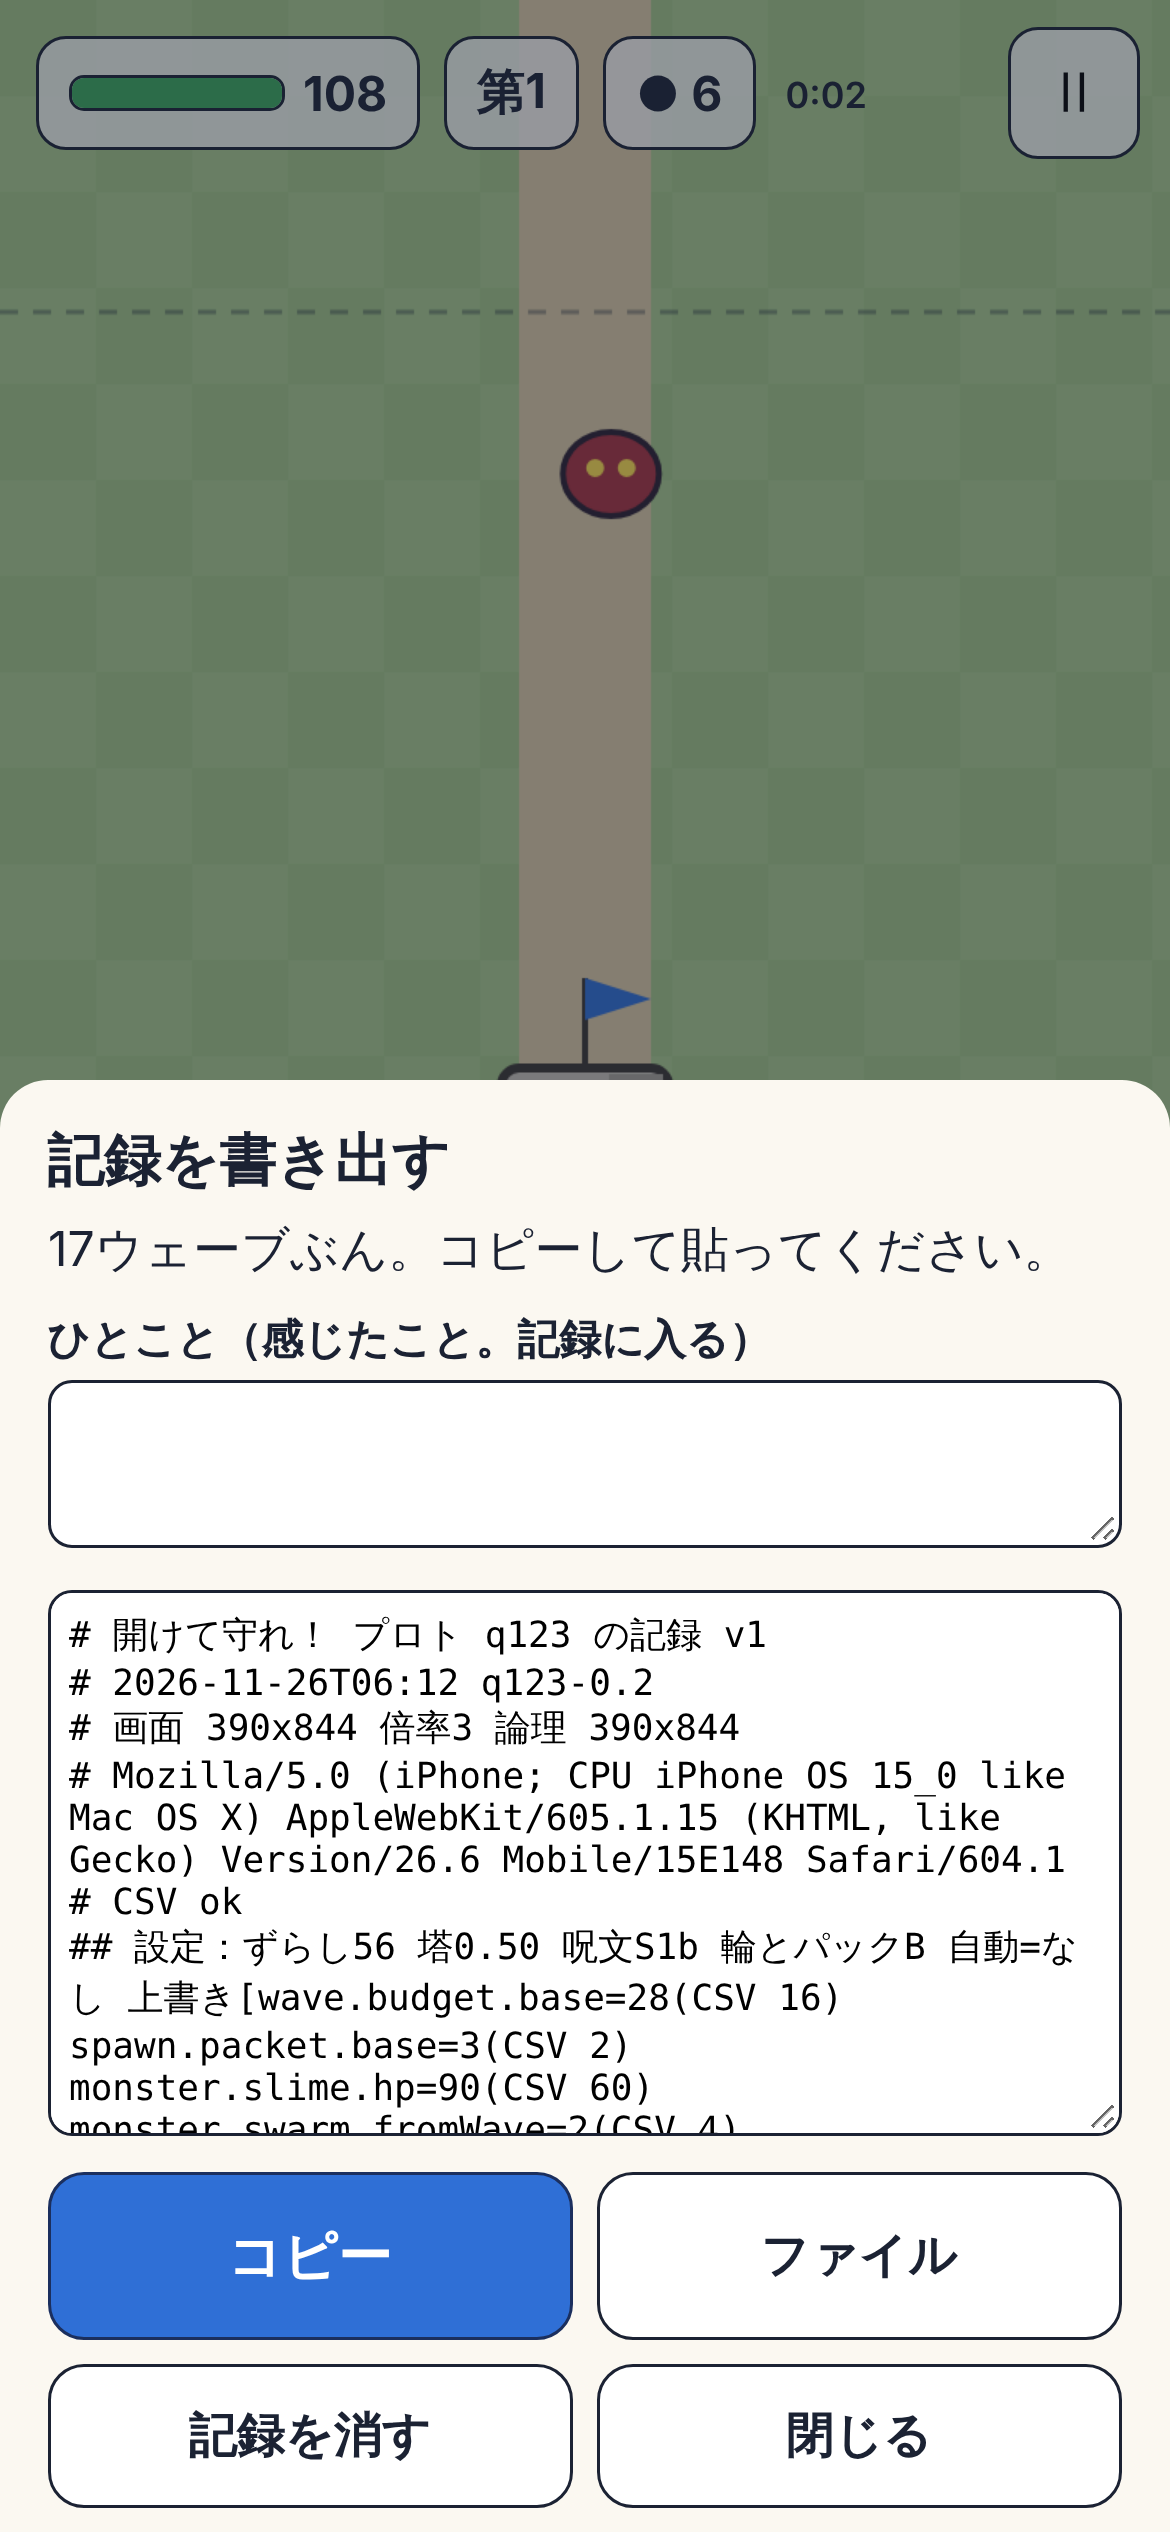 108
第1
6
0:02
記録を書き出す
17ウェーブぶん。コピーして貼ってください。
ひとこと（感じたこと。記録に入る）
# 開けて守れ！ プロト q123 の記録 v1
# 2026-11-26T06:12 q123-0.2
# 画面 390x844 倍率3 論理 390x844
# Mozilla/5.0 (iPhone; CPU iPhone OS 15_0 like
Mac OS X) AppleWebKit/605.1.15 (KHTML, like
Gecko) Version/26.6 Mobile/15E148 Safari/604.1
# CSV ok
## 設定：ずらし56 塔0.50 呪文S1b 輪とパックB 自動=な
し 上書き[wave.budget.base=28(CSV 16)
spawn.packet.base=3(CSV 2)
monster.slime.hp=90(CSV 60)
monster.swarm.fromWave=2(CSV 4)
コピー
ファイル
記録を消す
閉じる